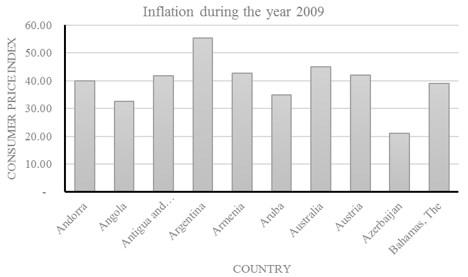 Inflation during the year 2009
CONSUMER PRICE INDEX
60.00
50.00
40.00
30.00
20.00
10.00
-
Andorra
Angola
Antigua and…
Argentina
Armenia
Aruba
Australia
Austria
Azerbaijan
Bahamas, The
COUNTRY